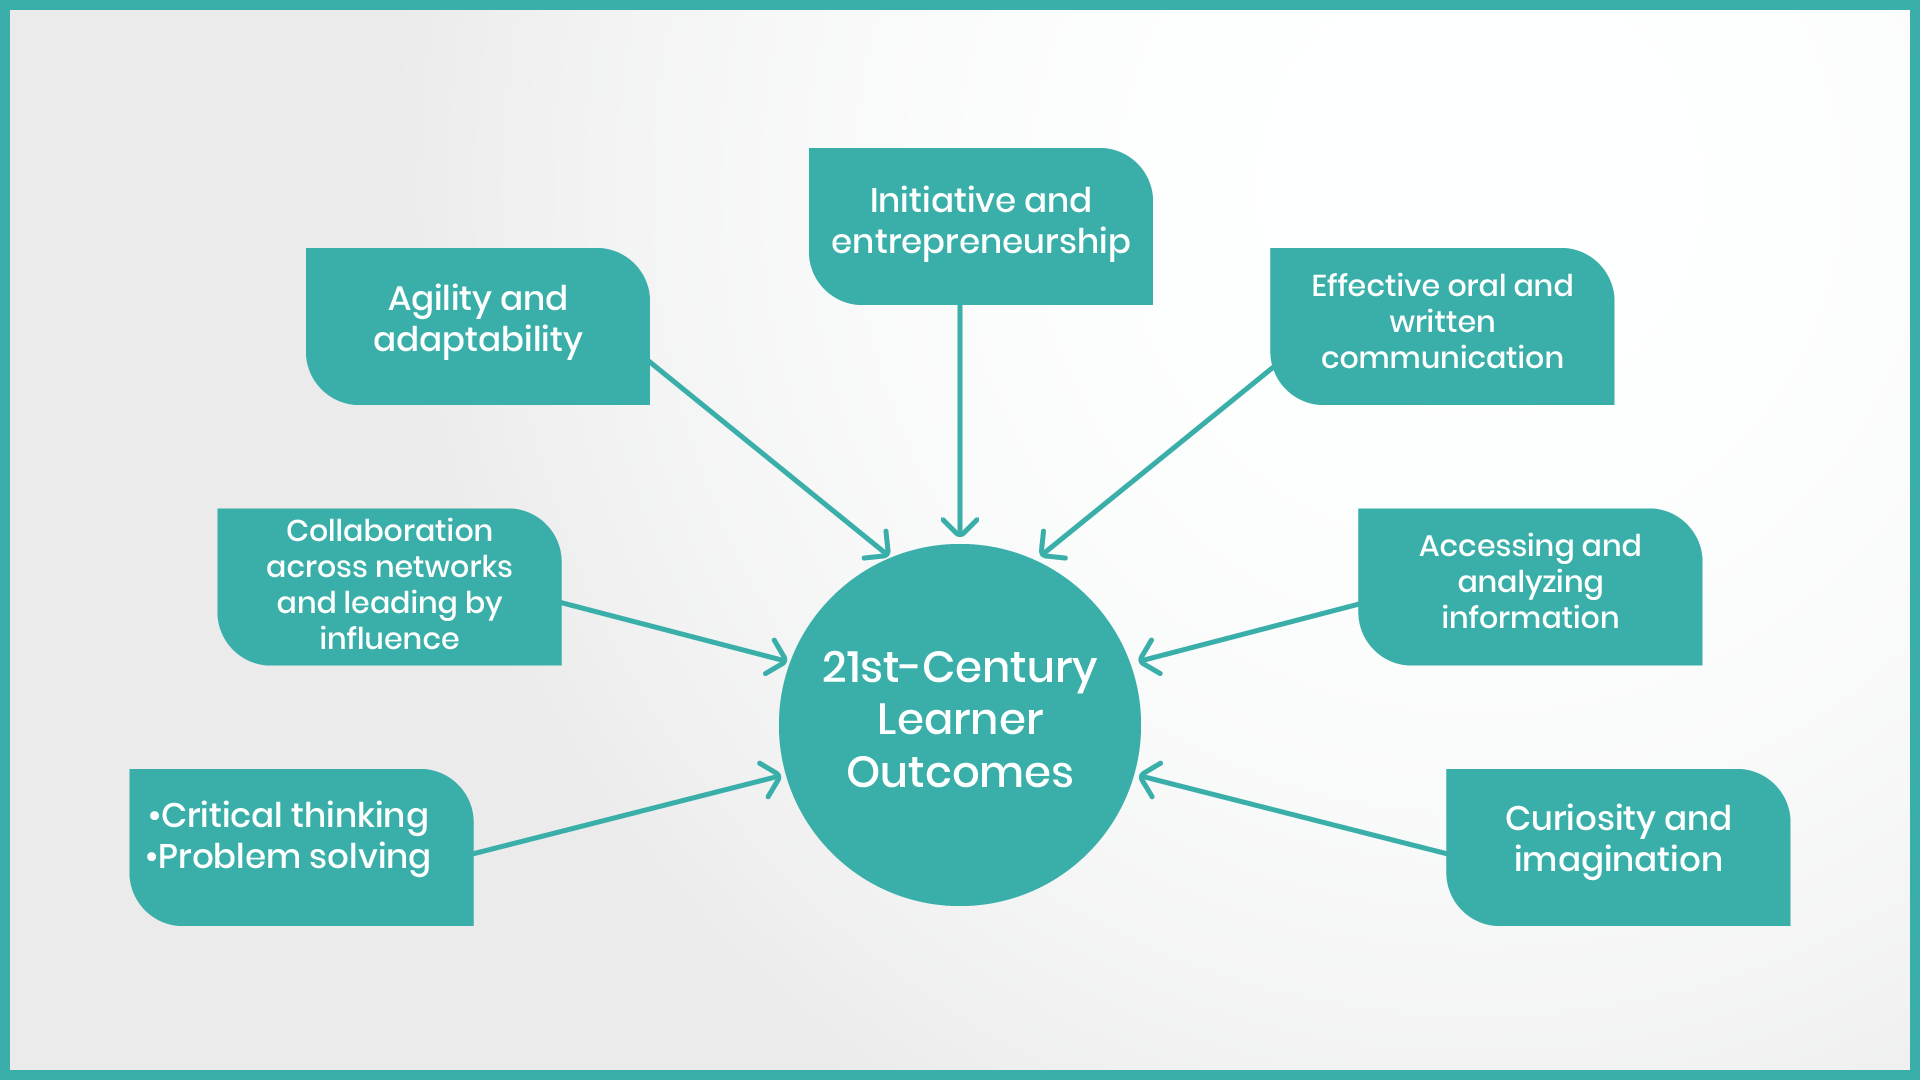 Initiative and
entrepreneurship
Agility and
adaptability
Effective oral and
written
communication
Collaboration
across networks
and leading by
influence
Accessing and
analyzing
information
21st-Century
Learner
Outcomes
•Critical thinking
•Problem solving
Curiosity and
imagination